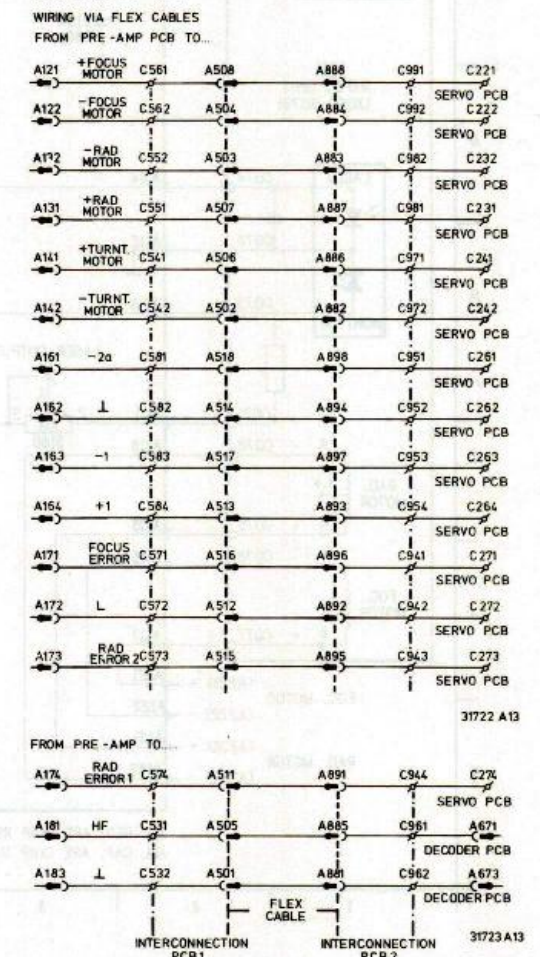 WIRING VIA FLEX CABLES
FROM PRE-AMP PCB TO...
A121 +FOCUS MOTOR C561 A508 A888 C991 C221
SERVO PCB
A122 -FOCUS MOTOR C562 A504 A884 C992 C222
SERVO PCB
A132 -RAD MOTOR C552 A503 A883 C982 C232
SERVO PCB
A131 +RAD MOTOR C551 A507 A887 C981 C231
SERVO PCB
A141 +TURNT. MOTOR C541 A506 A886 C971 C241
SERVO PCB
A142 -TURNT. MOTOR C542 A502 A882 C972 C242
SERVO PCB
A161 -2a C581 A518 A898 C951 C261
SERVO PCB
A162 ⊥ C582 A514 A894 C952 C262
SERVO PCB
A163 -1 C583 A517 A897 C953 C263
SERVO PCB
A164 +1 C584 A513 A893 C954 C264
SERVO PCB
A171 FOCUS ERROR C571 A516 A896 C941 C271
SERVO PCB
A172 L C572 A512 A892 C942 C272
SERVO PCB
A173 RAD ERROR 2 C573 A515 A895 C943 C273
SERVO PCB
31722 A13
FROM PRE-AMP TO...
A174 RAD ERROR 1 C574 A511 A891 C944 C274
SERVO PCB
A181 HF C531 A505 A885 C961 A671
DECODER PCB
A183 ⊥ C532 A501 A881 C962 A673
DECODER PCB
FLEX CABLE
INTERCONNECTION PCB1
INTERCONNECTION PCB2
31723 A13